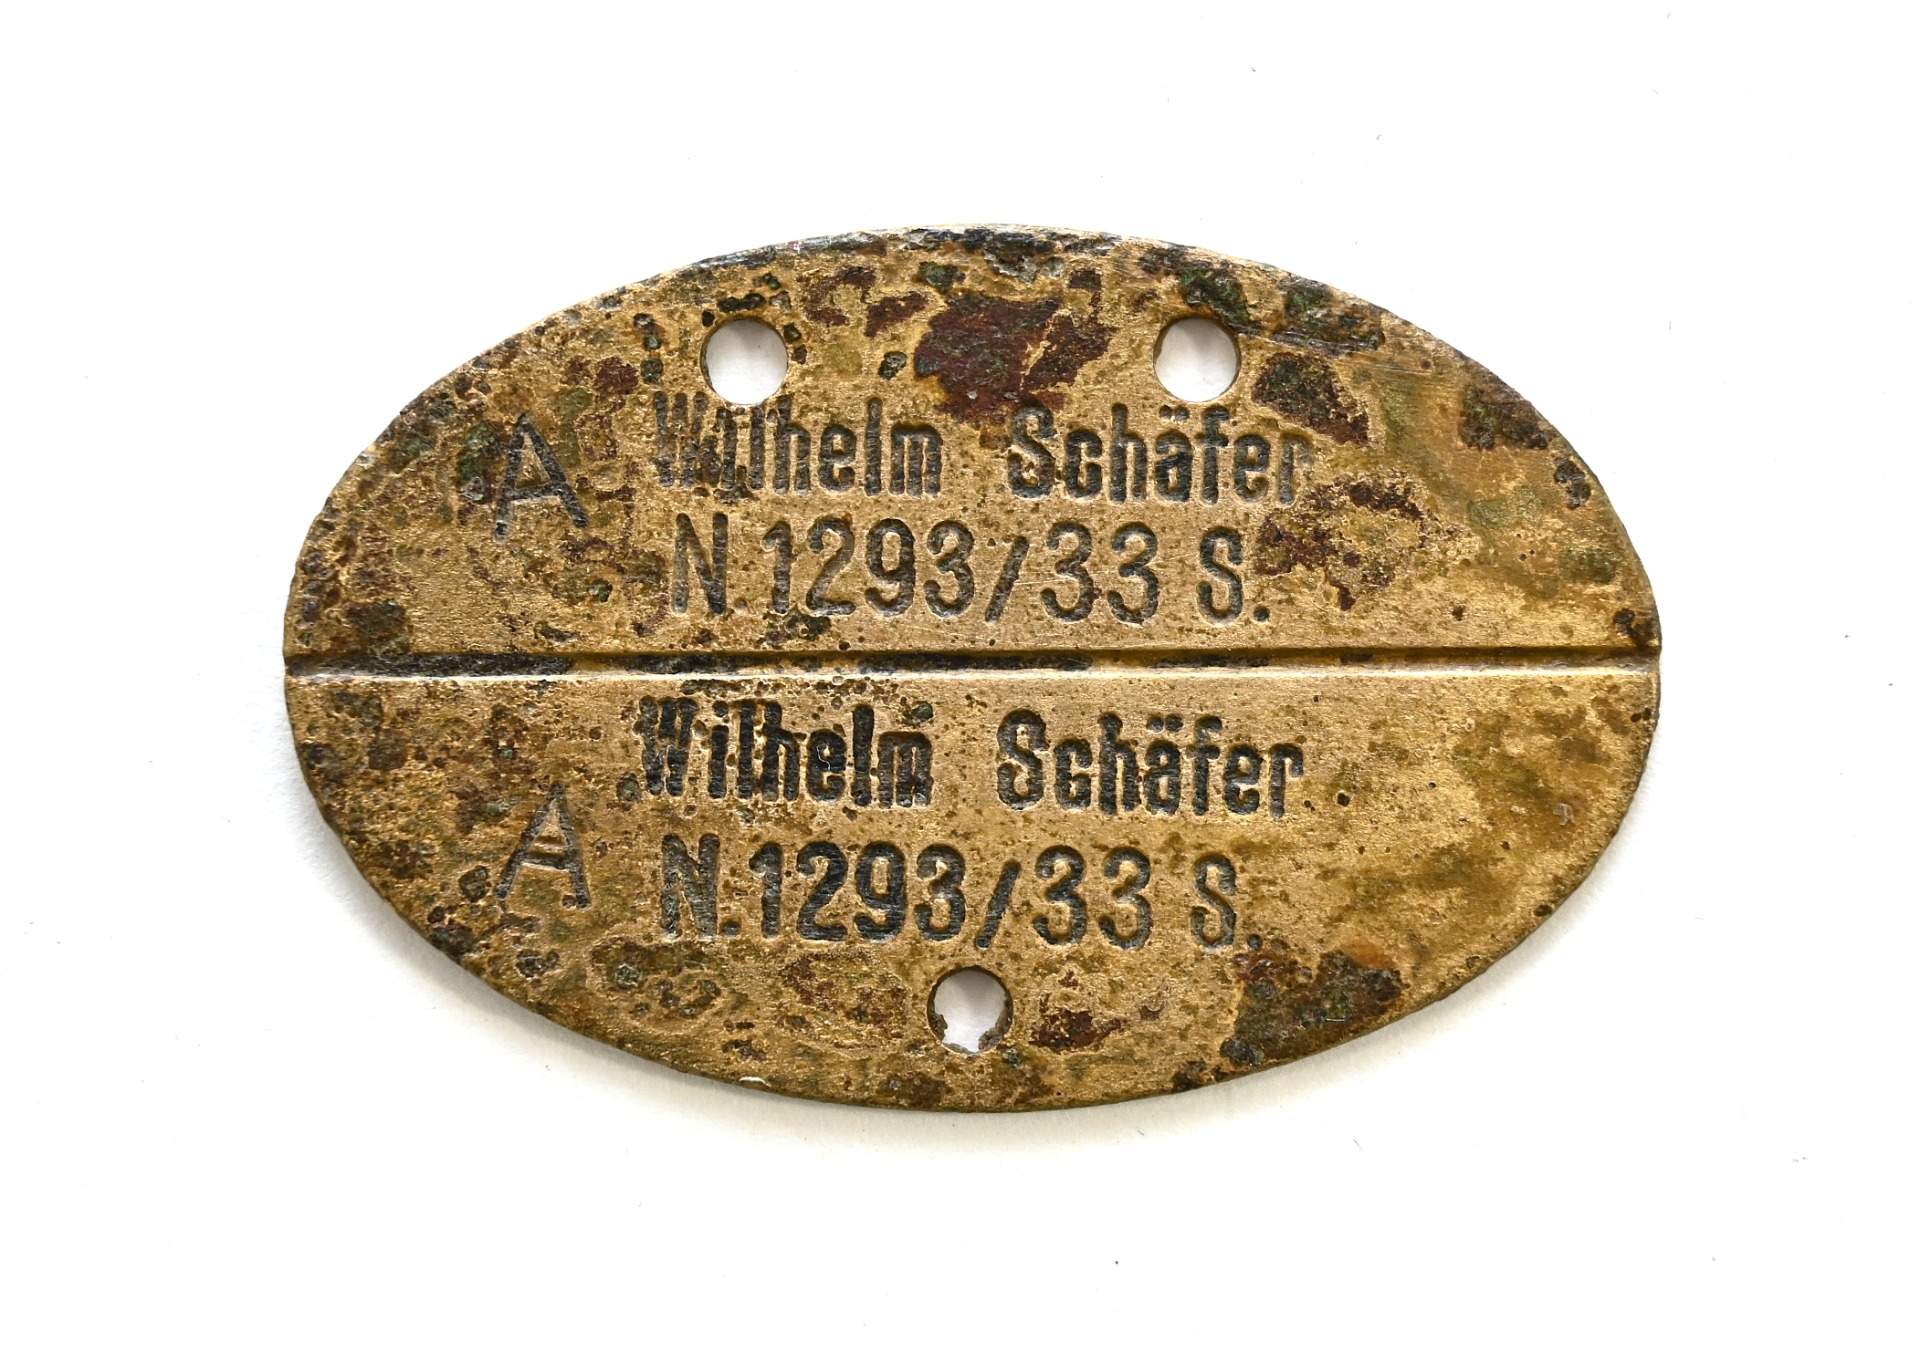 Wilhelm Schäfer
A
N.1293/33 S.
Wilhelm Schäfer
A
N.1293/33 S.